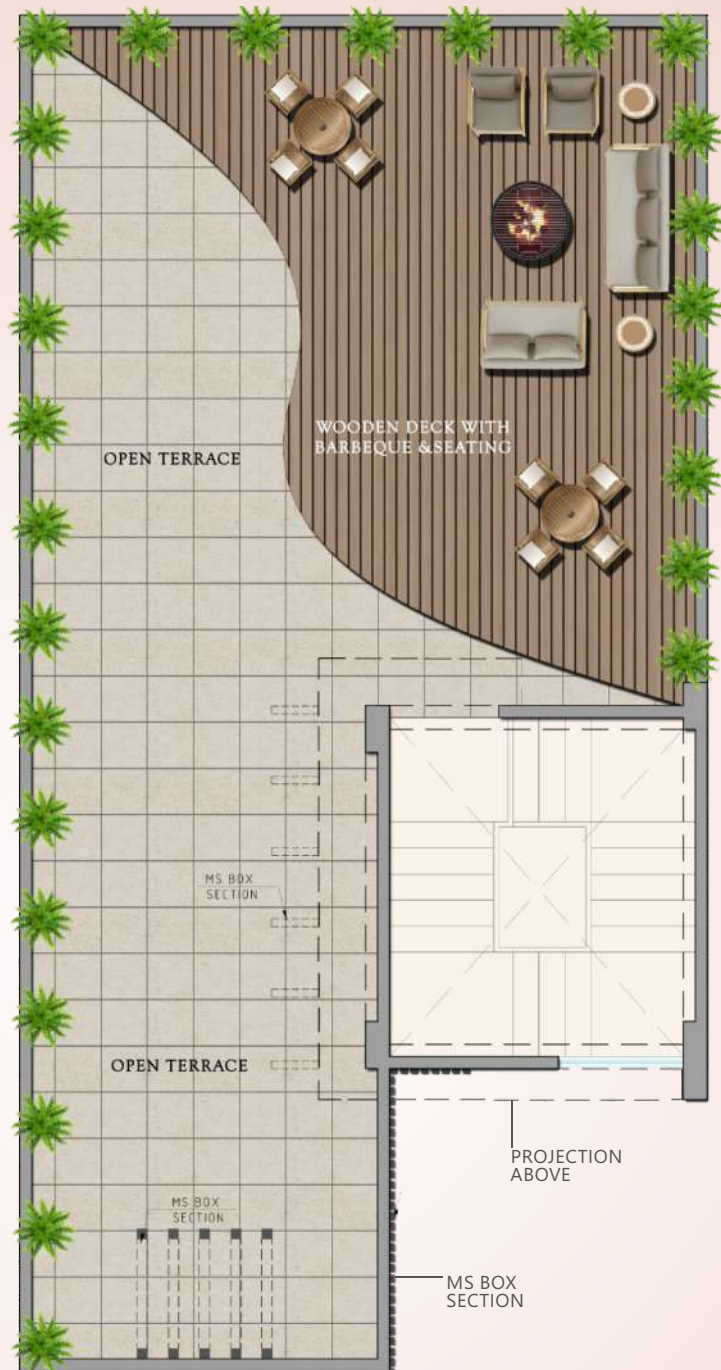 WOODEN DECK WITH
BARBEQUE &SEATING
OPEN TERRACE
MS BOX
SECTION
OPEN TERRACE
PROJECTION
ABOVE
MS BOX
SECTION
MS BOX
SECTION